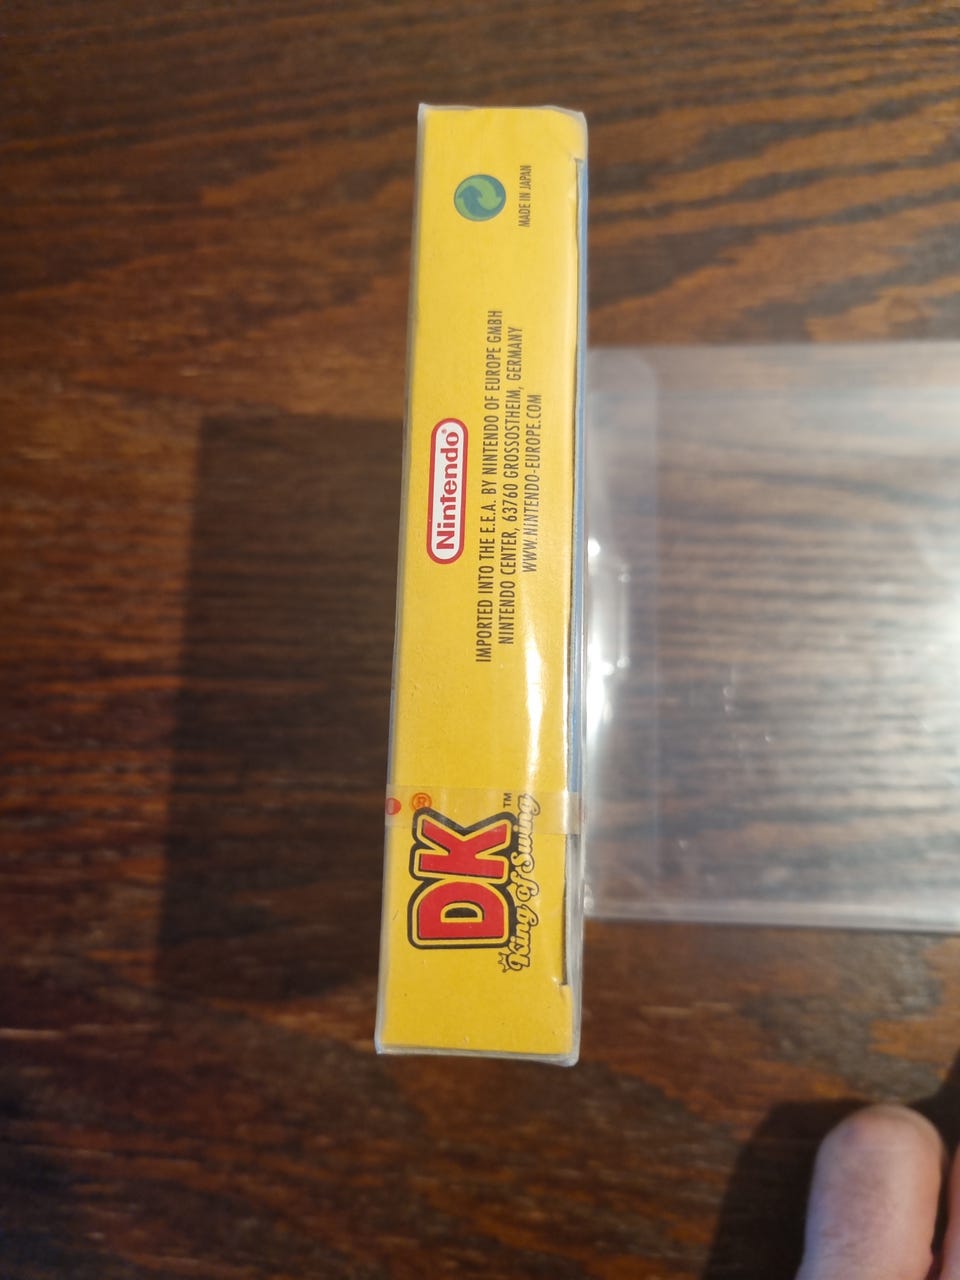 DK®
King of Swing™
Nintendo®
IMPORTED INTO THE E.E.A. BY NINTENDO OF EUROPE GMBH
NINTENDO CENTER, 63760 GROSSOSTHEIM, GERMANY
WWW.NINTENDO-EUROPE.COM
MADE IN JAPAN